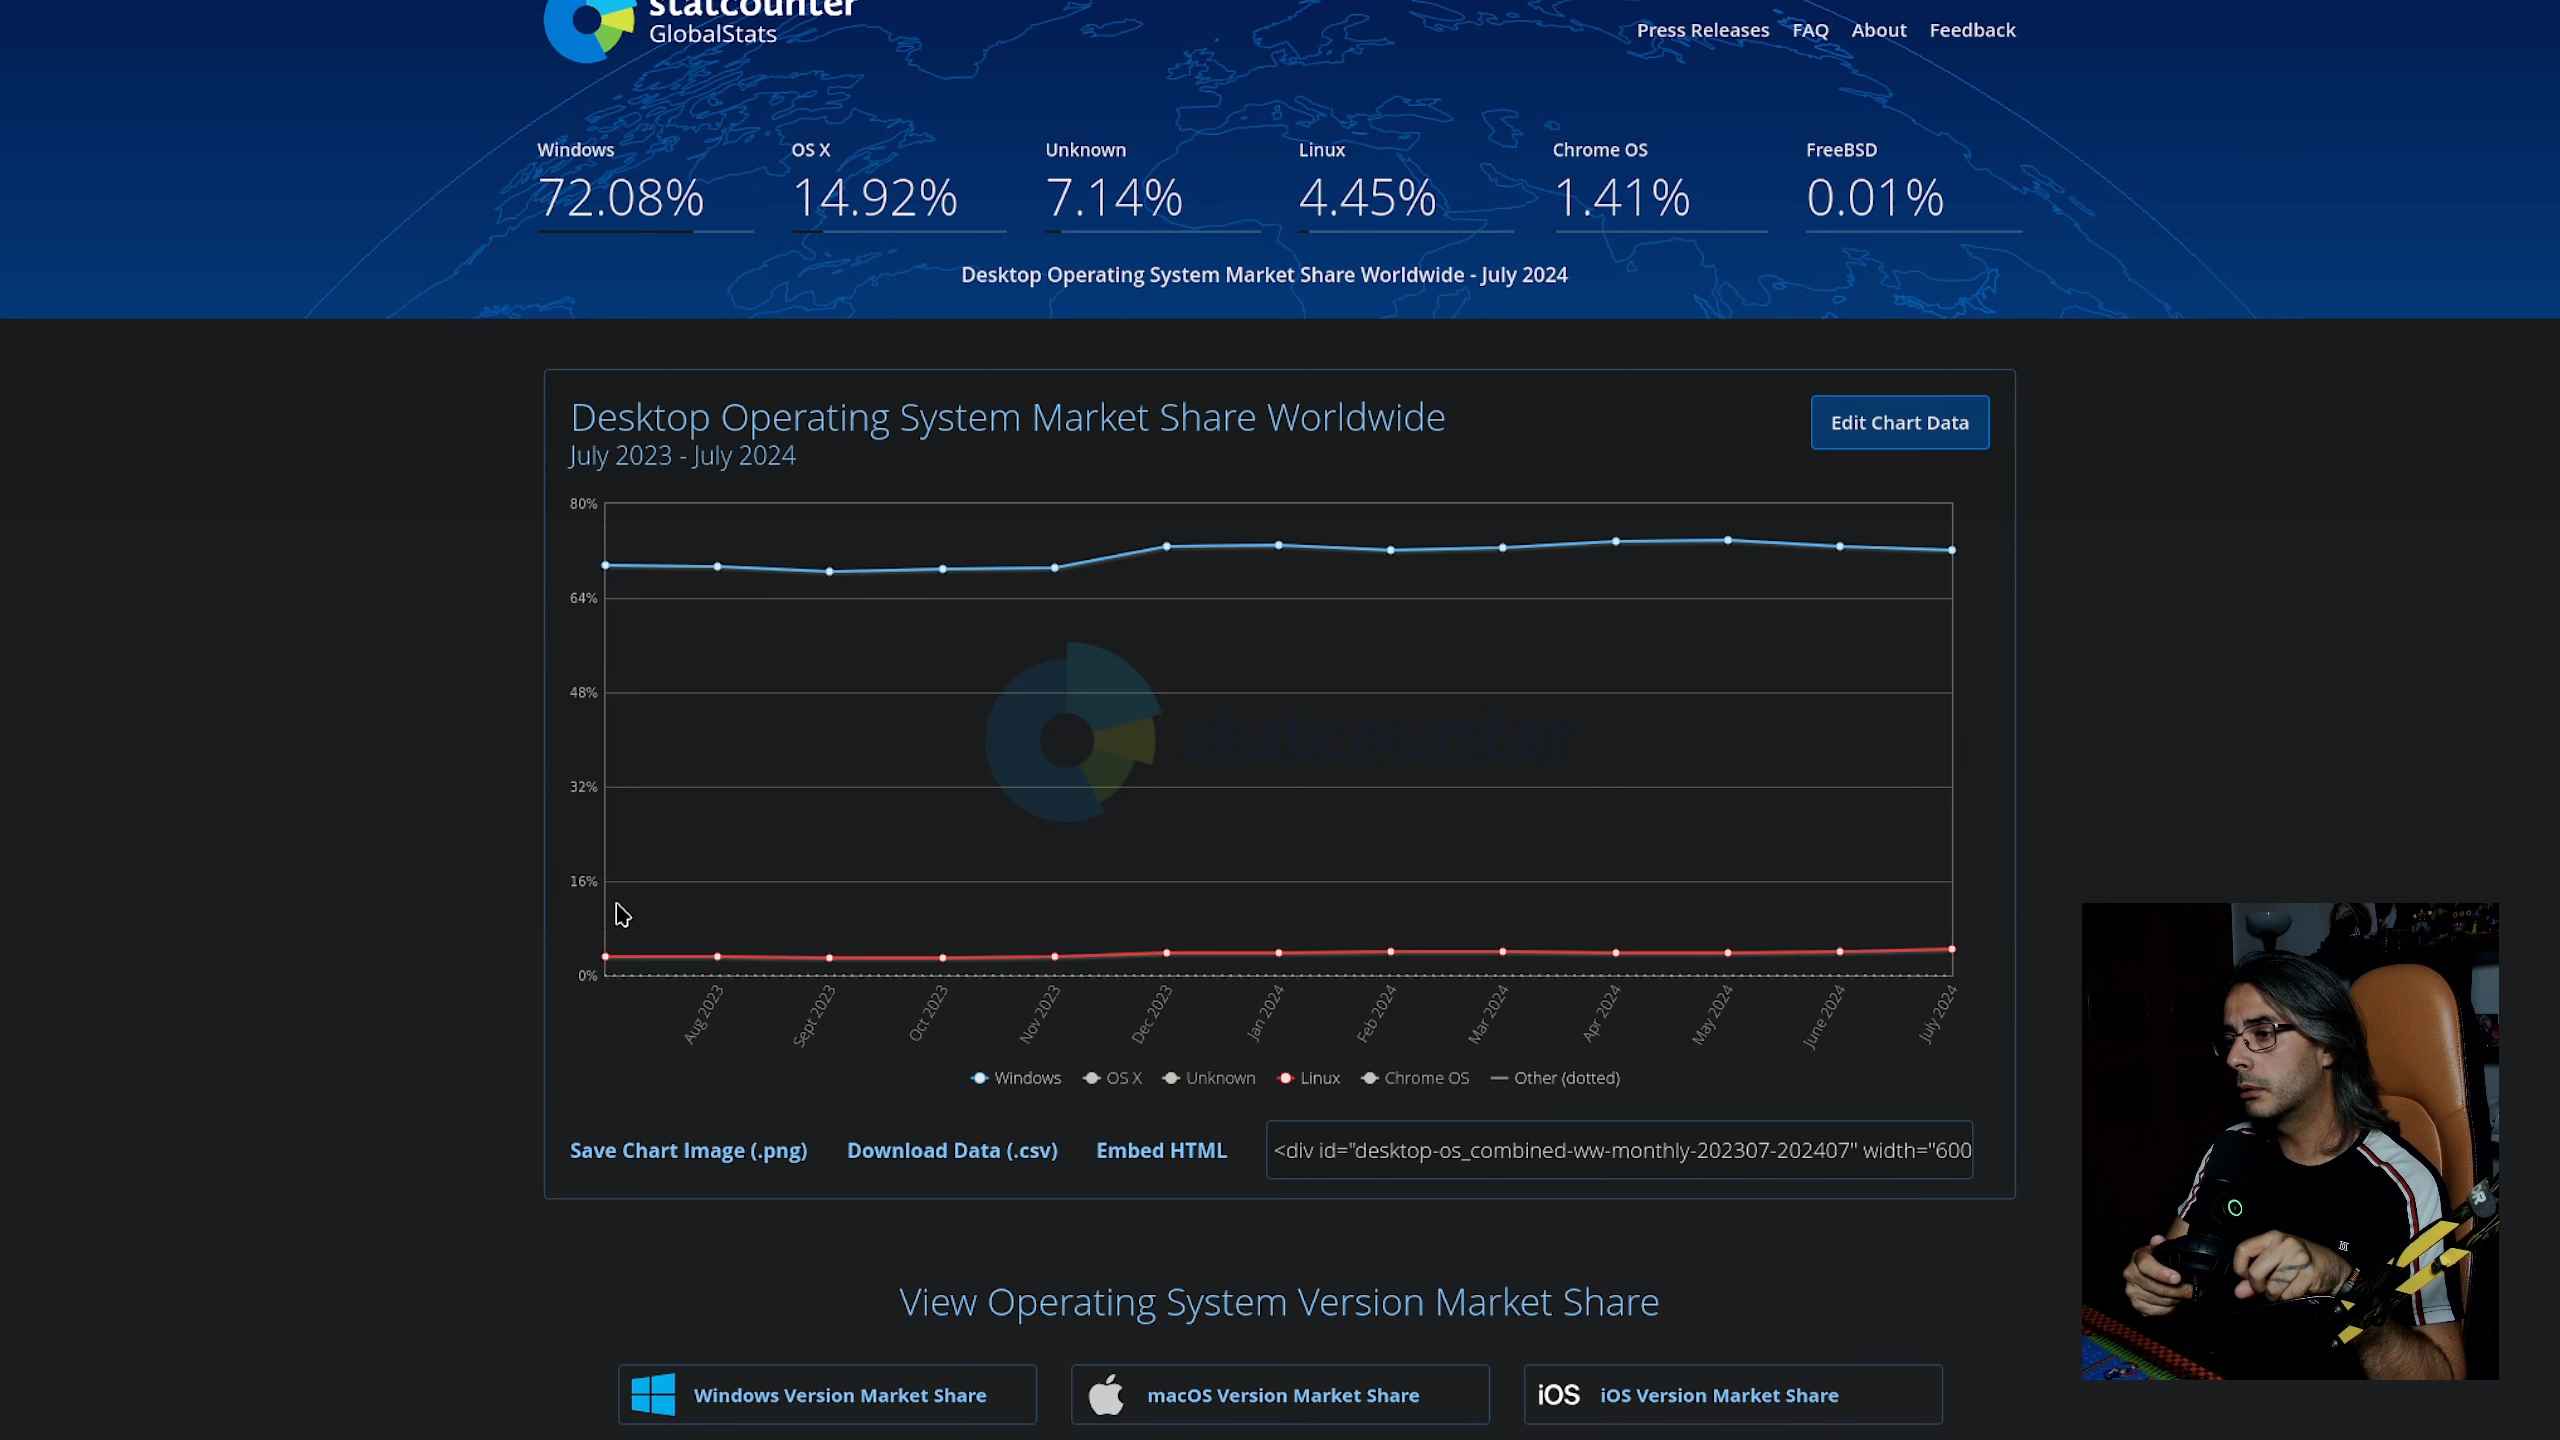 statcounter
GlobalStats
Press Releases FAQ About Feedback
Windows OS X Unknown Linux Chrome OS FreeBSD
72.08% 14.92% 7.14% 4.45% 1.41% 0.01%
Desktop Operating System Market Share Worldwide - July 2024
Desktop Operating System Market Share Worldwide
July 2023 - July 2024
Edit Chart Data
80%
64%
48%
statcounter
32%
16%
0%
Aug 2023 Sept 2023 Oct 2023 Nov 2023 Dec 2023 Jan 2024 Feb 2024 Mar 2024 Apr 2024 May 2024 June 2024 July 2024
Windows OS X Unknown Linux Chrome OS Other (dotted)
Save Chart Image (.png) Download Data (.csv) Embed HTML <div id="desktop-os_combined-ww-monthly-202307-202407" width="600
View Operating System Version Market Share
Windows Version Market Share
macOS Version Market Share
iOS iOS Version Market Share